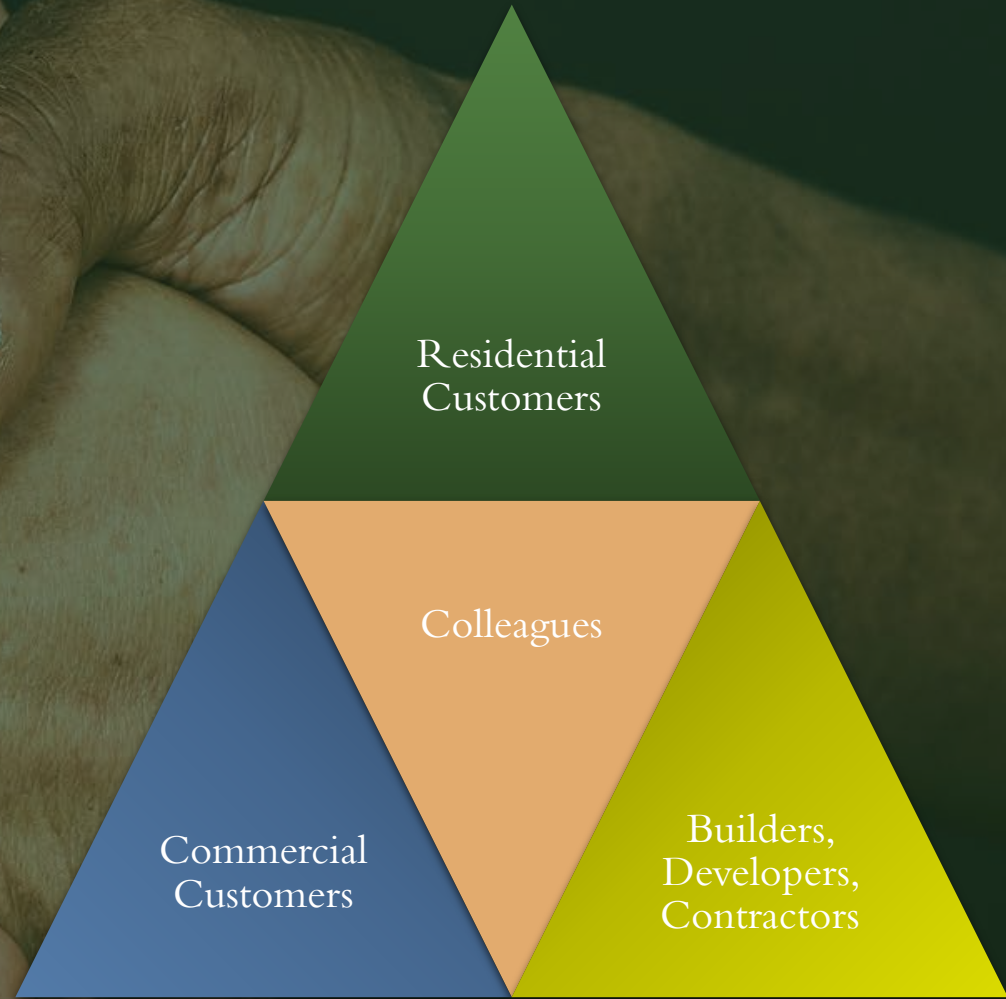 Residential
Customers
Colleagues
Commercial
Customers
Builders,
Developers,
Contractors